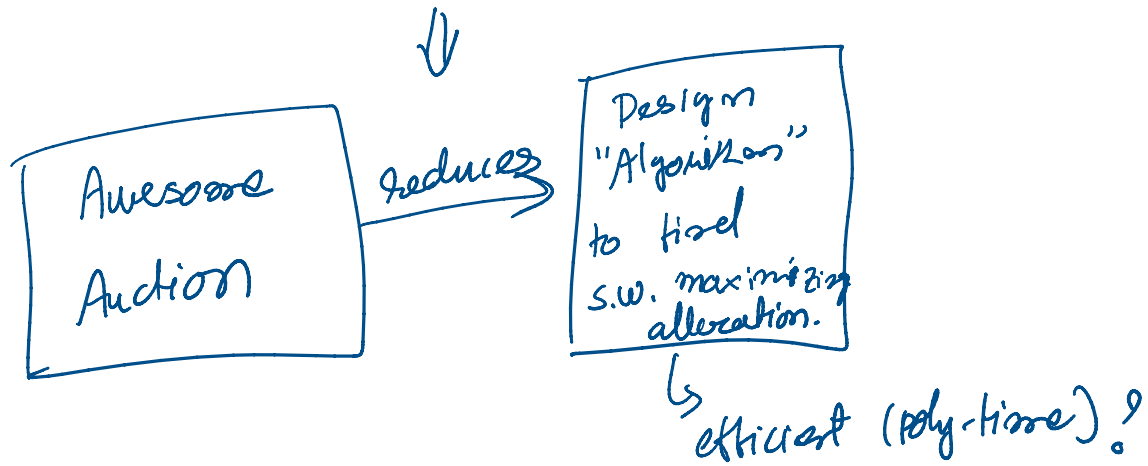 Awesome
Auction
reduces
Design
"Algorithm"
to find
s.w. maximizing
allocation.
efficient (poly-time)?